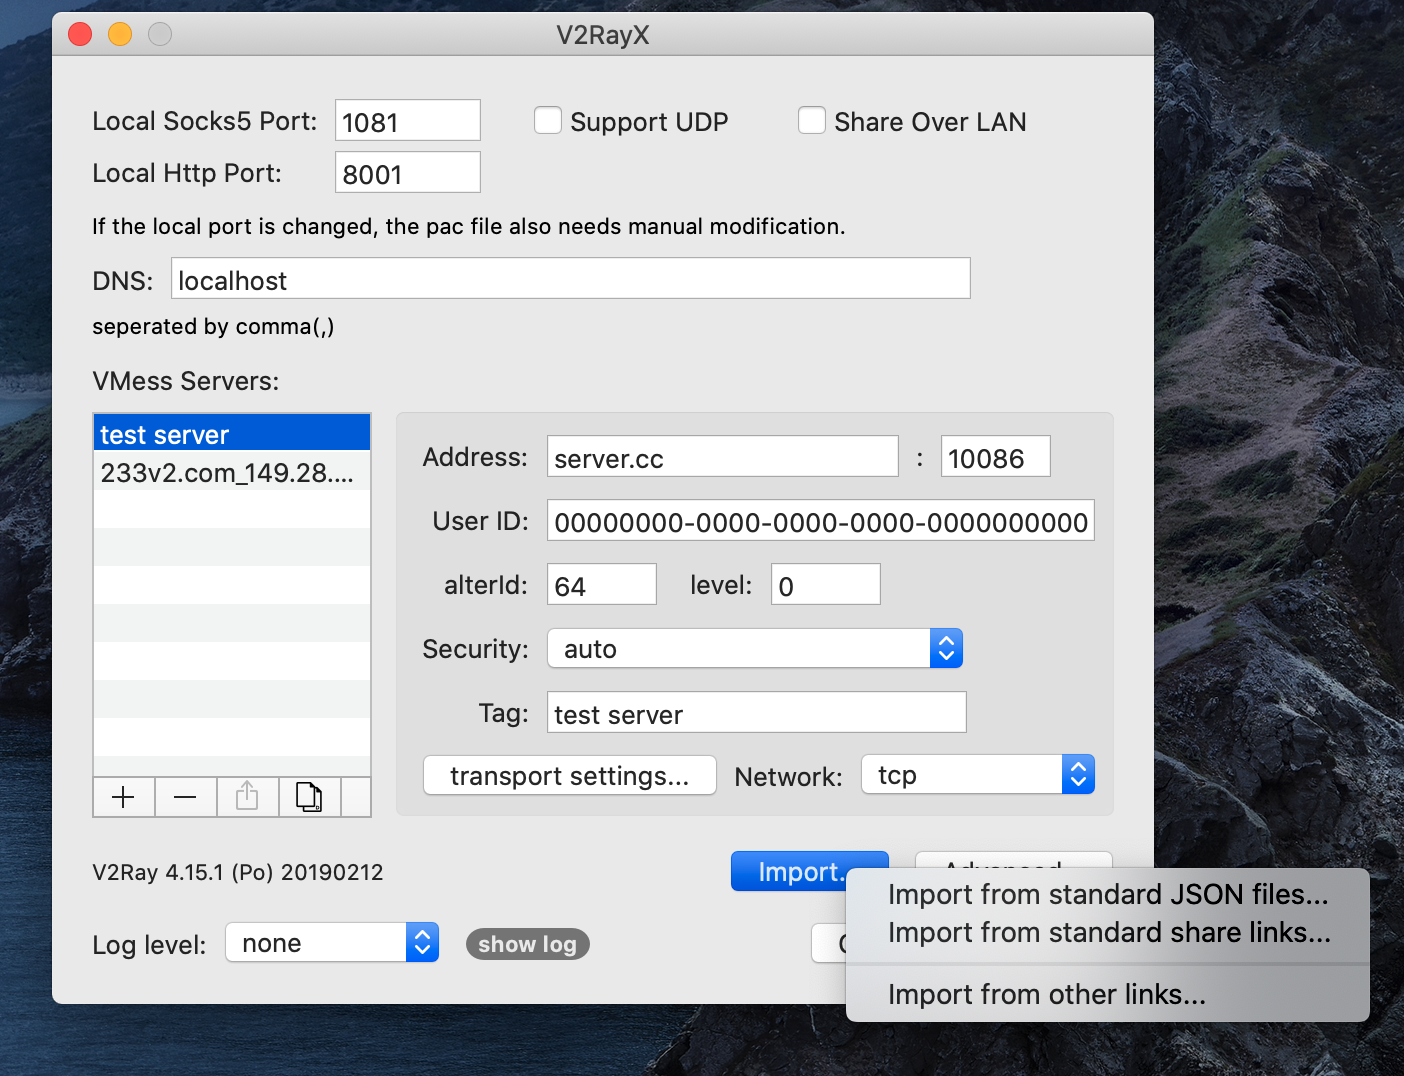 V2RayX
Local Socks5 Port: 1081 Support UDP Share Over LAN
Local Http Port: 8001
If the local port is changed, the pac file also needs manual modification.
DNS: localhost
seperated by comma(,)
VMess Servers:
test server
233v2.com_149.28....
Address: server.cc : 10086
User ID: 00000000-0000-0000-0000-0000000000
alterId: 64 level: 0
Security: auto
Tag: test server
transport settings... Network: tcp
V2Ray 4.15.1 (Po) 20190212
Import...
Import from standard JSON files...
Import from standard share links...
Import from other links...
Log level: none show log